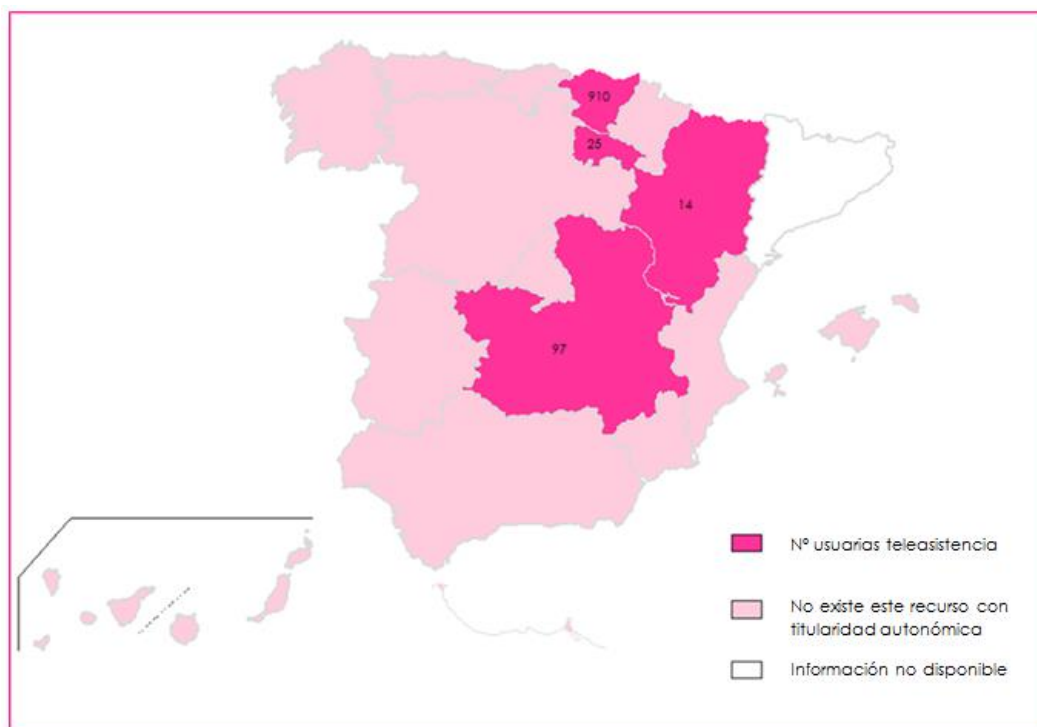 910
25
14
97
Nº usuarias teleasistencia
No existe este recurso con
titularidad autonómica
Información no disponible